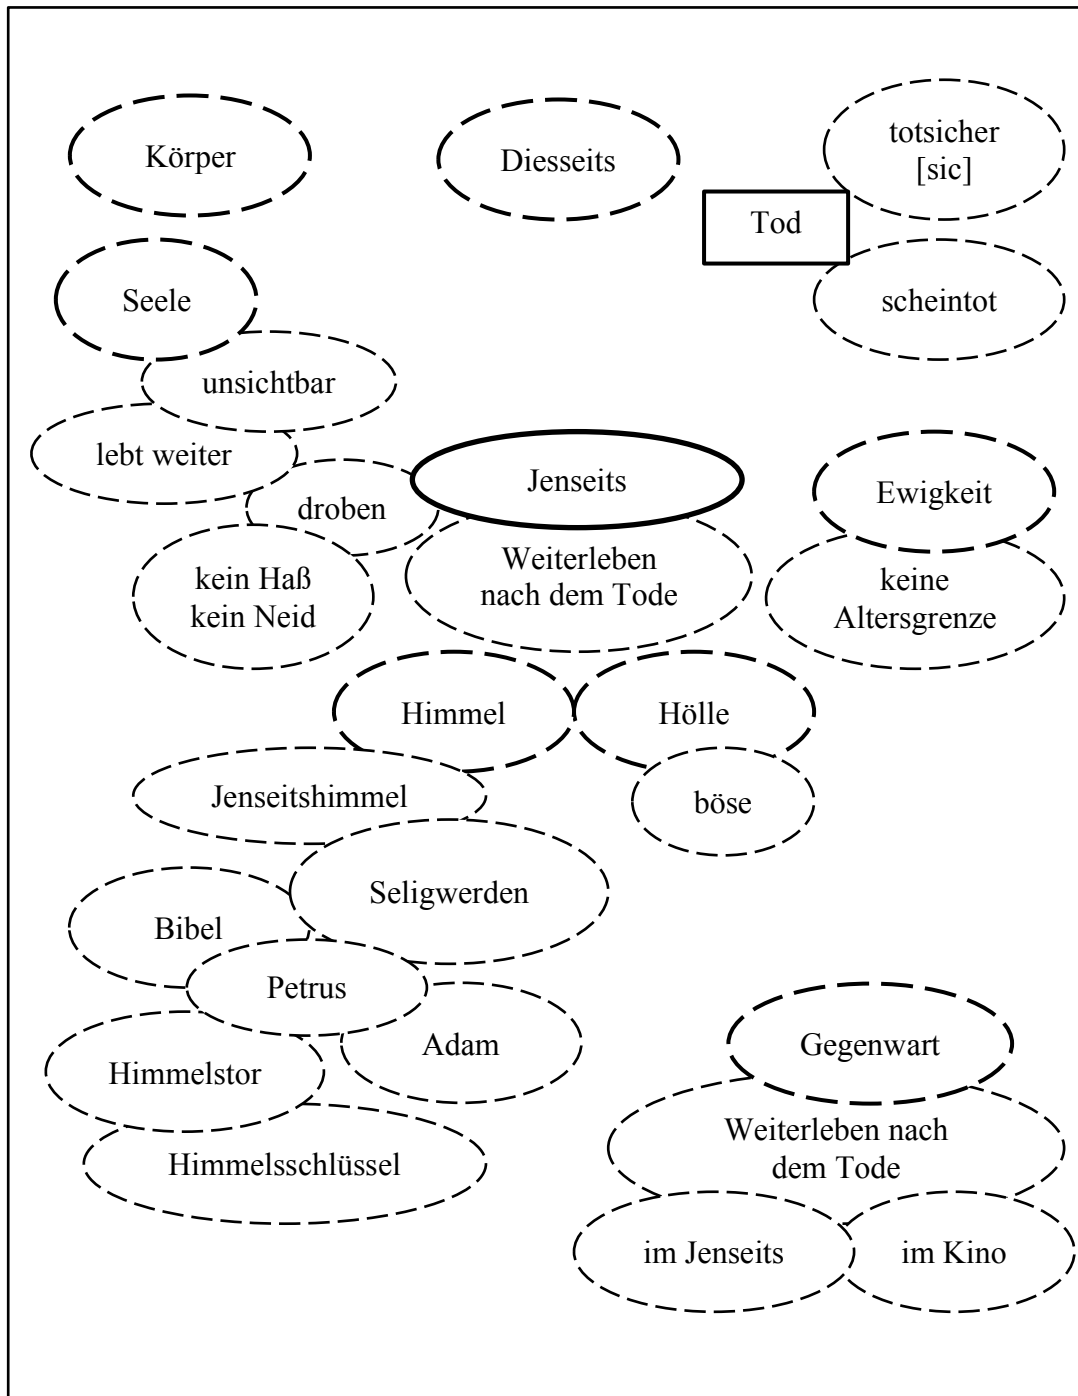 Körper
Diesseits
totsicher
[sic]
Tod
Seele
scheintot
unsichtbar
lebt weiter
droben
Jenseits
Ewigkeit
kein Haß
kein Neid
Weiterleben
nach dem Tode
keine
Altersgrenze
Himmel
Hölle
Jenseitshimmel
böse
Seligwerden
Bibel
Petrus
Adam
Himmelstor
Himmelsschlüssel
Gegenwart
Weiterleben nach
dem Tode
im Jenseits
im Kino